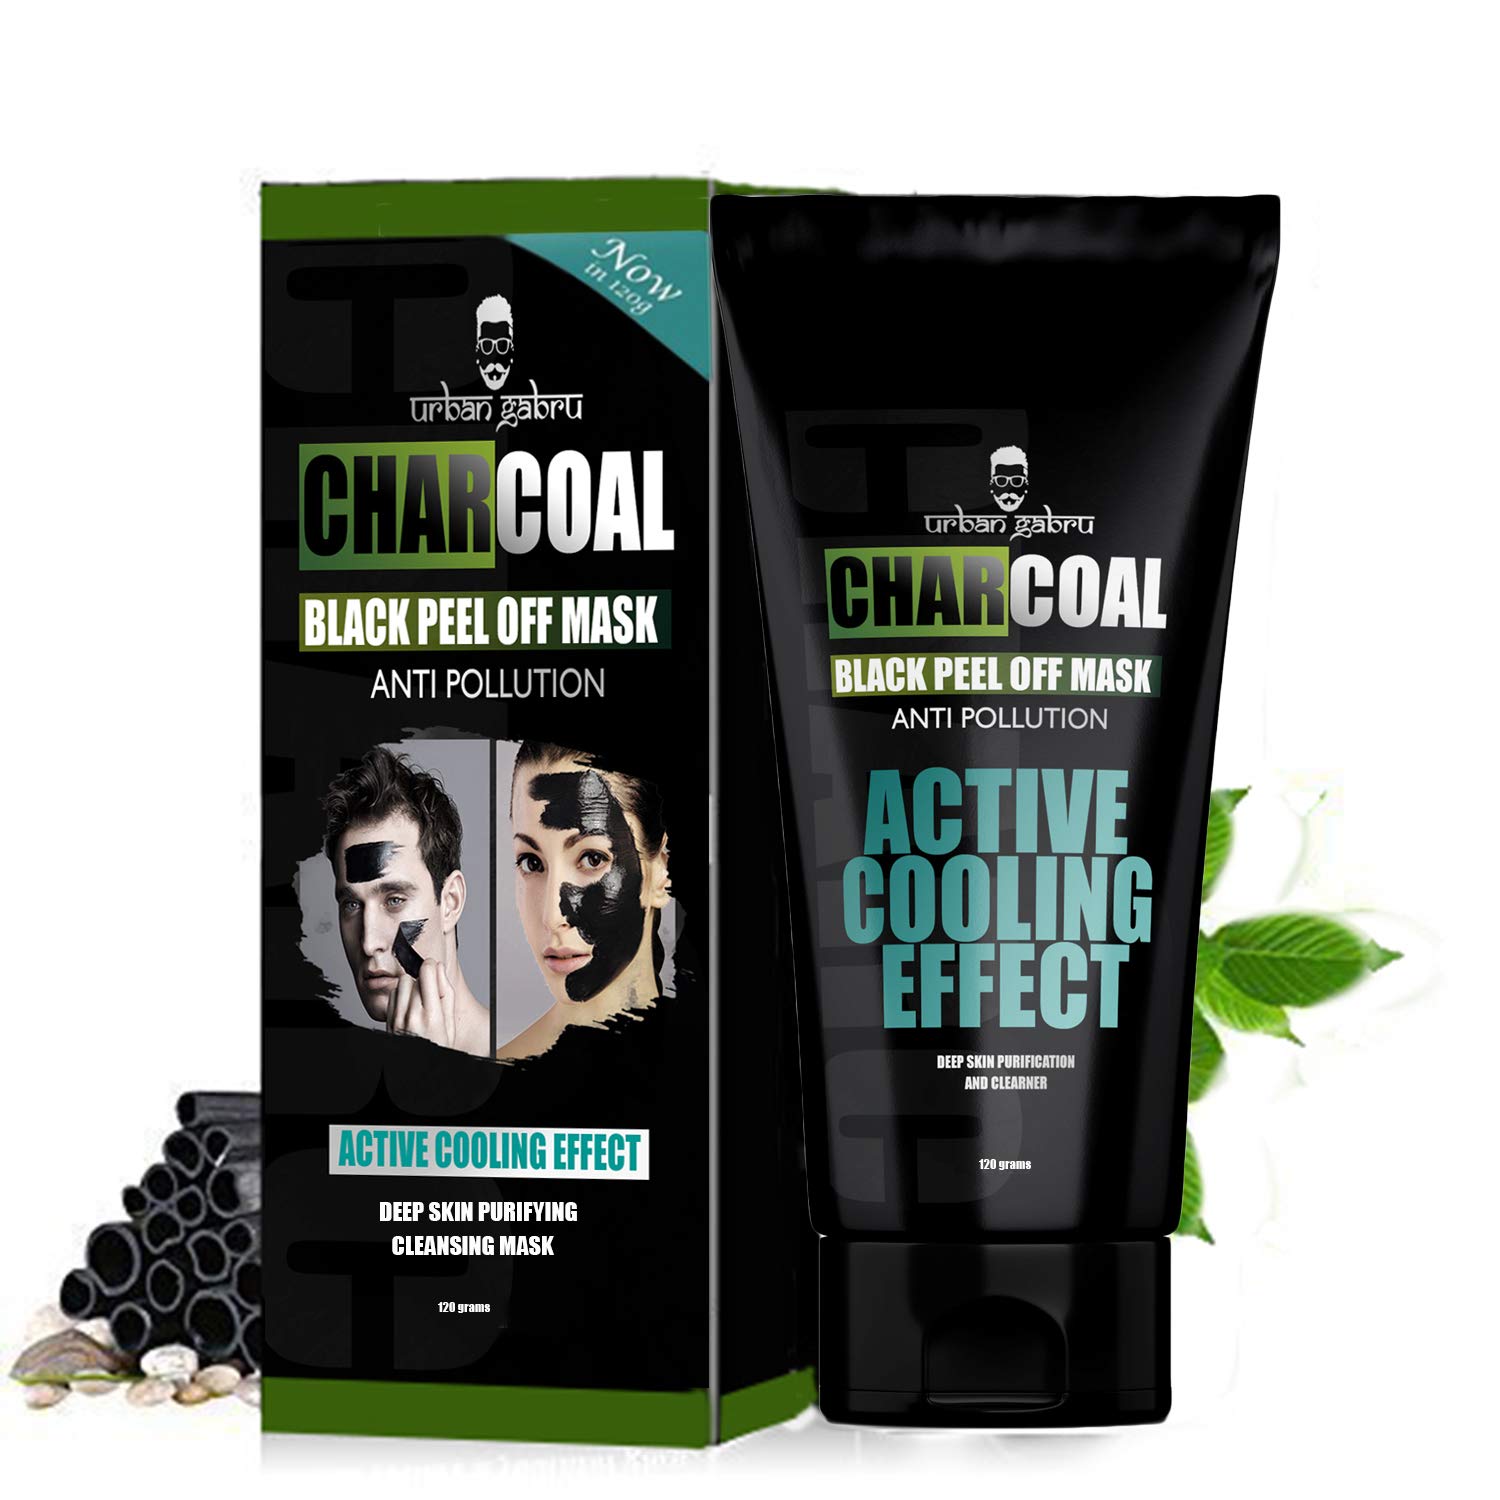 Now
in 120g
urban gabru
CHARCOAL
BLACK PEEL OFF MASK
ANTI POLLUTION
ACTIVE COOLING EFFECT
DEEP SKIN PURIFYING
CLEANSING MASK
120 grams
urban gabru
CHARCOAL
BLACK PEEL OFF MASK
ANTI POLLUTION
ACTIVE
COOLING
EFFECT
DEEP SKIN PURIFICATION
AND CLEARNER
120 grams